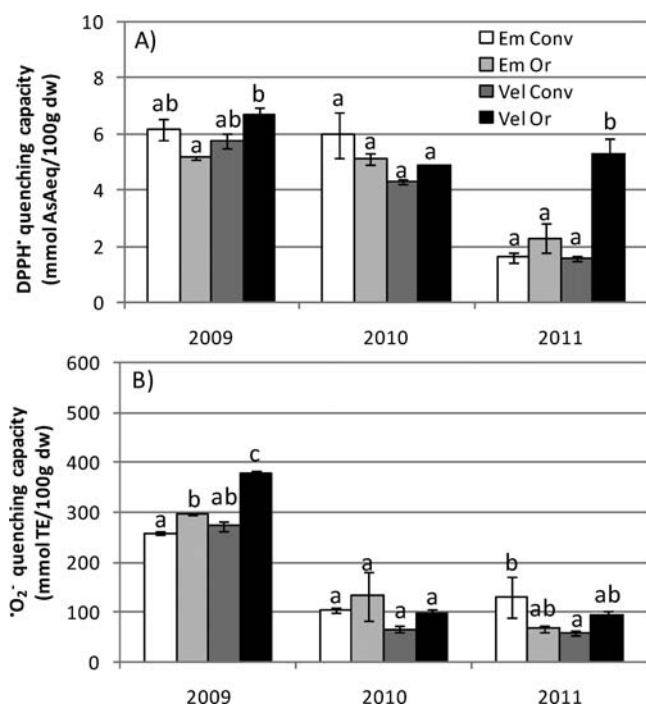 A)
Em Conv
Em Or
Vel Conv
Vel Or
DPPH• quenching capacity
(mmol AsAeq/100g dw)
10
8
6
4
2
0
ab
a
ab
b
a
a
a
a
a
a
a
b
2009
2010
2011
B)
•O₂⁻ quenching capacity
(mmol TE/100g dw)
600
500
400
300
200
100
0
a
b
ab
c
a
a
a
a
b
ab
a
ab
2009
2010
2011